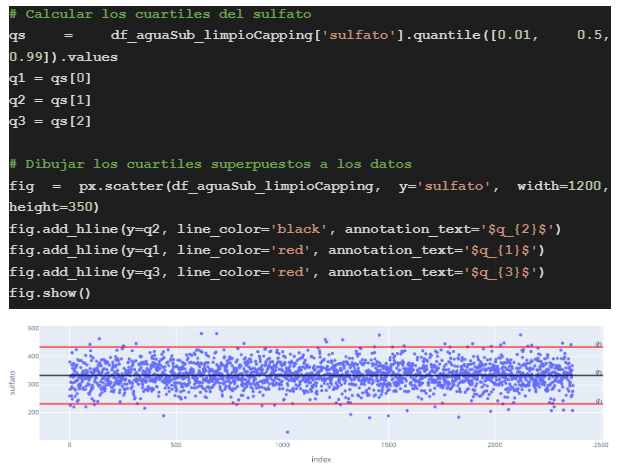 # Calcular los cuartiles del sulfato
qs = df_aguaSub_limpioCapping['sulfato'].quantile([0.01, 0.5,
0.99]).values
q1 = qs[0]
q2 = qs[1]
q3 = qs[2]
# Dibujar los cuartiles superpuestos a los datos
fig = px.scatter(df_aguaSub_limpioCapping, y='sulfato', width=1200,
height=350)
fig.add_hline(y=q2, line_color='black', annotation_text='$q_{2}$')
fig.add_hline(y=q1, line_color='red', annotation_text='$q_{1}$')
fig.add_hline(y=q3, line_color='red', annotation_text='$q_{3}$')
fig.show()
500
q3
400
q2
300
q1
200
sulfato
0 500 1000 1500 2000 2500
index